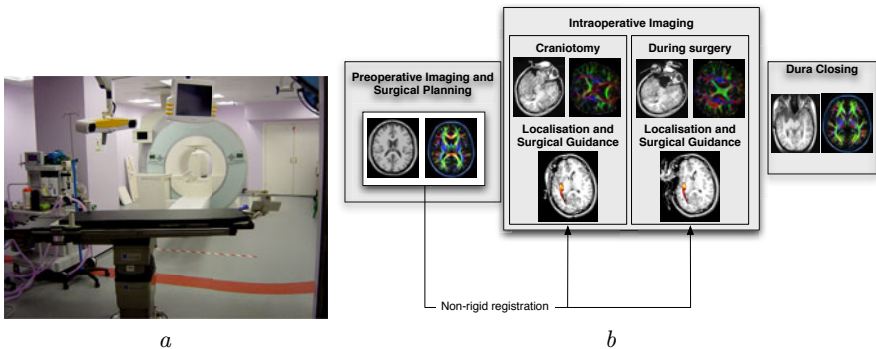 Intraoperative Imaging
Preoperative Imaging and
Surgical Planning
Craniotomy
During surgery
Dura Closing
Localisation and
Surgical Guidance
Localisation and
Surgical Guidance
Non-rigid registration
a
b